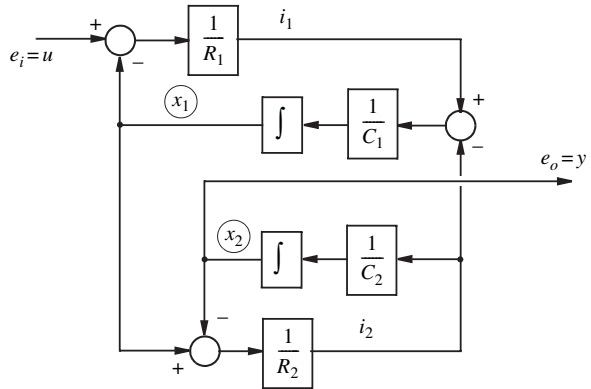 + 1/R₁ i₁
eᵢ = u − +
x₁ ∫ 1/C₁ −
eₒ = y
x₂ ∫ 1/C₂
− 1/R₂ i₂
+